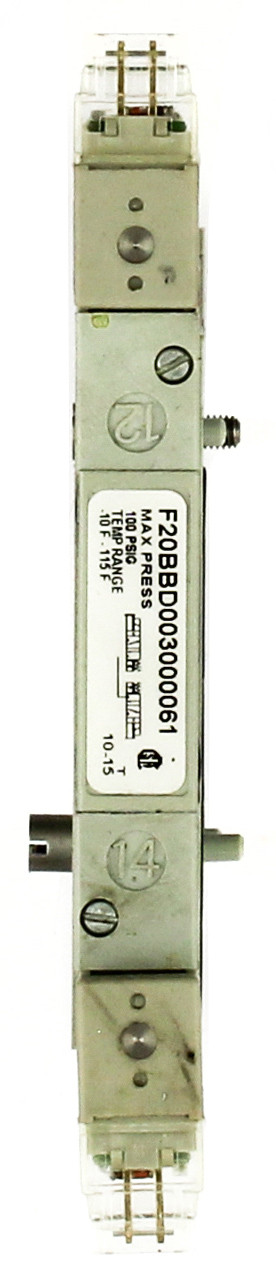 12
F20BBD003000061
MAX PRESS
100 PSIG
TEMP RANGE
-10 F - 115 F
T
10-15
14